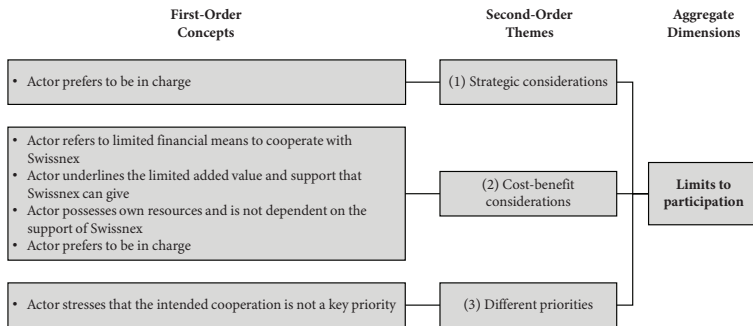 First-Order
Concepts
Second-Order
Themes
Aggregate
Dimensions
• Actor prefers to be in charge
(1) Strategic considerations
• Actor refers to limited financial means to cooperate with
Swissnex
• Actor underlines the limited added value and support that
Swissnex can give
• Actor possesses own resources and is not dependent on the
support of Swissnex
• Actor prefers to be in charge
(2) Cost-benefit
considerations
Limits to
participation
• Actor stresses that the intended cooperation is not a key priority
(3) Different priorities